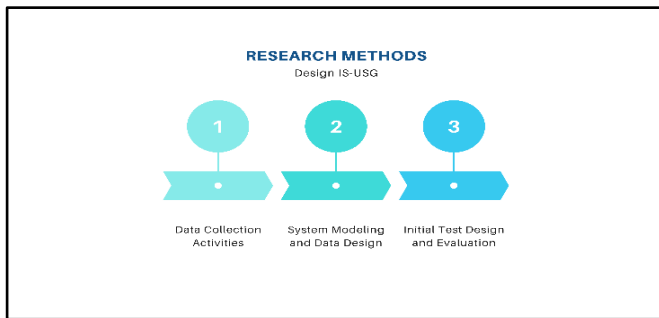 RESEARCH METHODS
Design IS-USG
1
2
3
Data Collection
Activities
System Modeling
and Data Design
Initial Test Design
and Evaluation